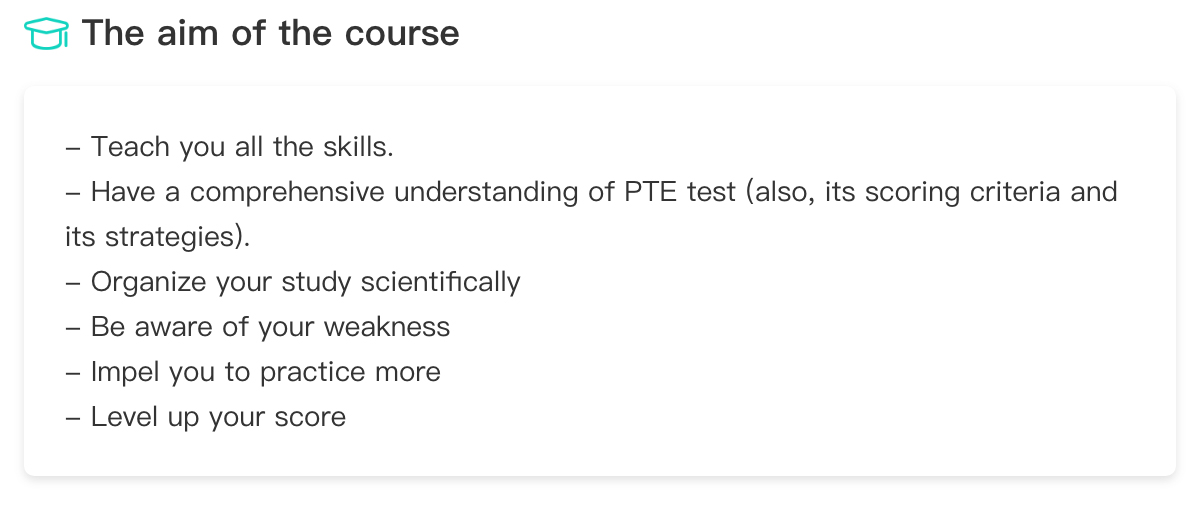 The aim of the course
– Teach you all the skills.
– Have a comprehensive understanding of PTE test (also, its scoring criteria and
its strategies).
– Organize your study scientifically
– Be aware of your weakness
– Impel you to practice more
– Level up your score